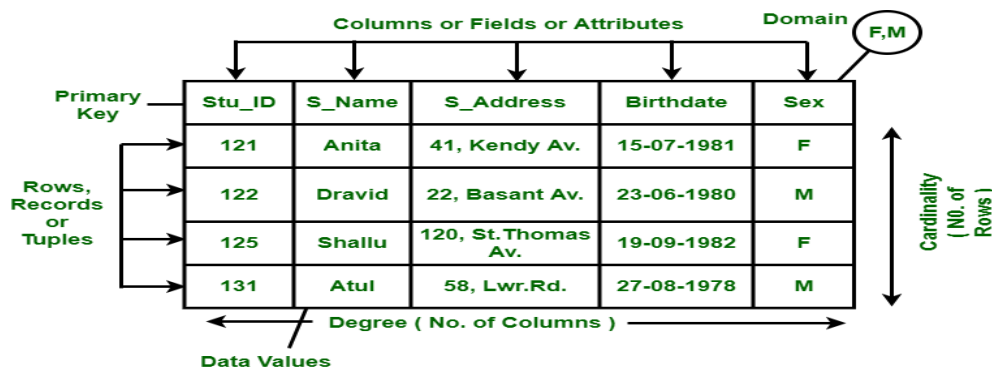 Columns or Fields or Attributes
Domain
F,M
Primary
Key
Stu_ID S_Name S_Address Birthdate Sex
121 Anita 41, Kendy Av. 15-07-1981 F
122 Dravid 22, Basant Av. 23-06-1980 M
125 Shallu 120, St.Thomas
Av. 19-09-1982 F
131 Atul 58, Lwr.Rd. 27-08-1978 M
Rows,
Records
or
Tuples
Cardinality
( NO. of
Rows )
Degree ( No. of Columns )
Data Values